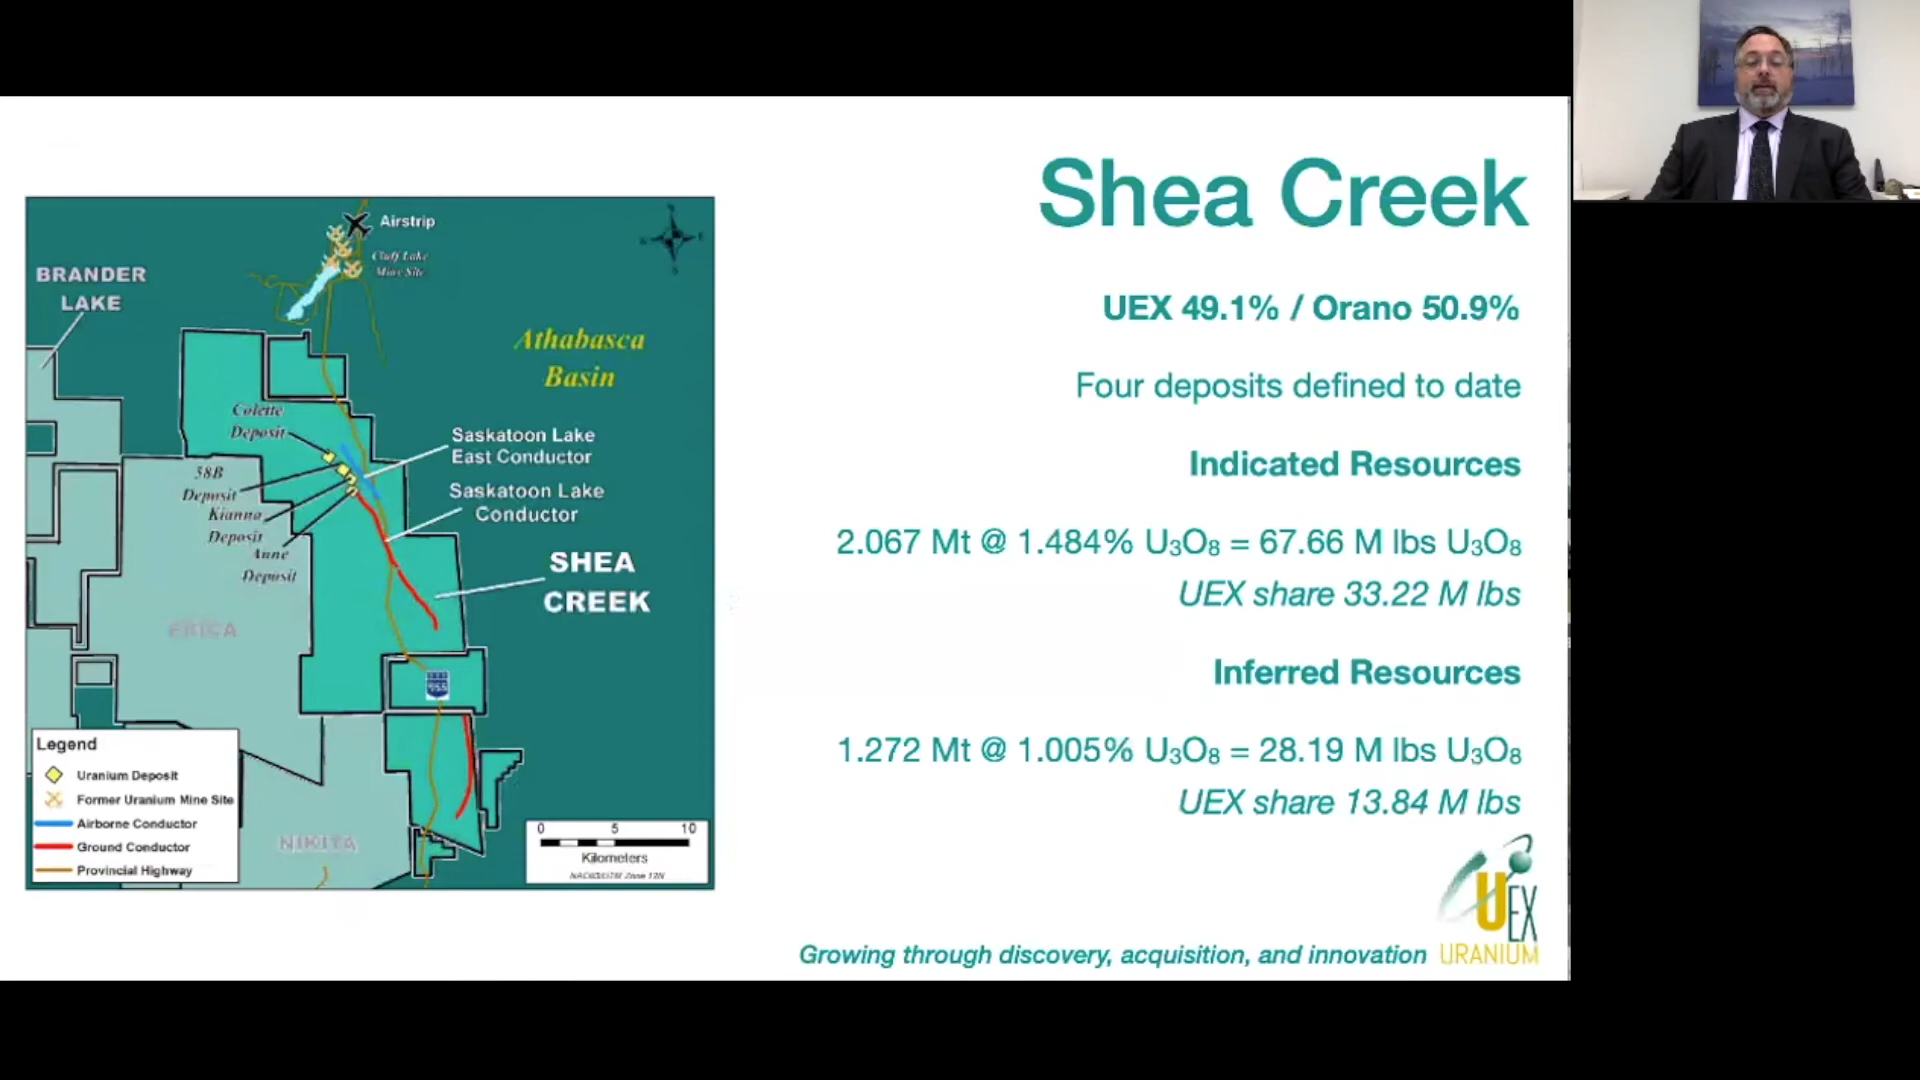 Shea Creek
UEX 49.1% / Orano 50.9%
Four deposits defined to date
Indicated Resources
2.067 Mt @ 1.484% U₃O₈ = 67.66 M lbs U₃O₈
UEX share 33.22 M lbs
Inferred Resources
1.272 Mt @ 1.005% U₃O₈ = 28.19 M lbs U₃O₈
UEX share 13.84 M lbs
Growing through discovery, acquisition, and innovation
UEX
URANIUM
Airstrip
Cluff Lake
Mine Site
BRANDER
LAKE
Athabasca
Basin
Colette
Deposit
58B
Deposit
Kianna
Deposit
Anne
Deposit
Saskatoon Lake
East Conductor
Saskatoon Lake
Conductor
SHEA
CREEK
ERICA
955
NIKITA
Legend
Uranium Deposit
Former Uranium Mine Site
Airborne Conductor
Ground Conductor
Provincial Highway
0 5 10
Kilometers